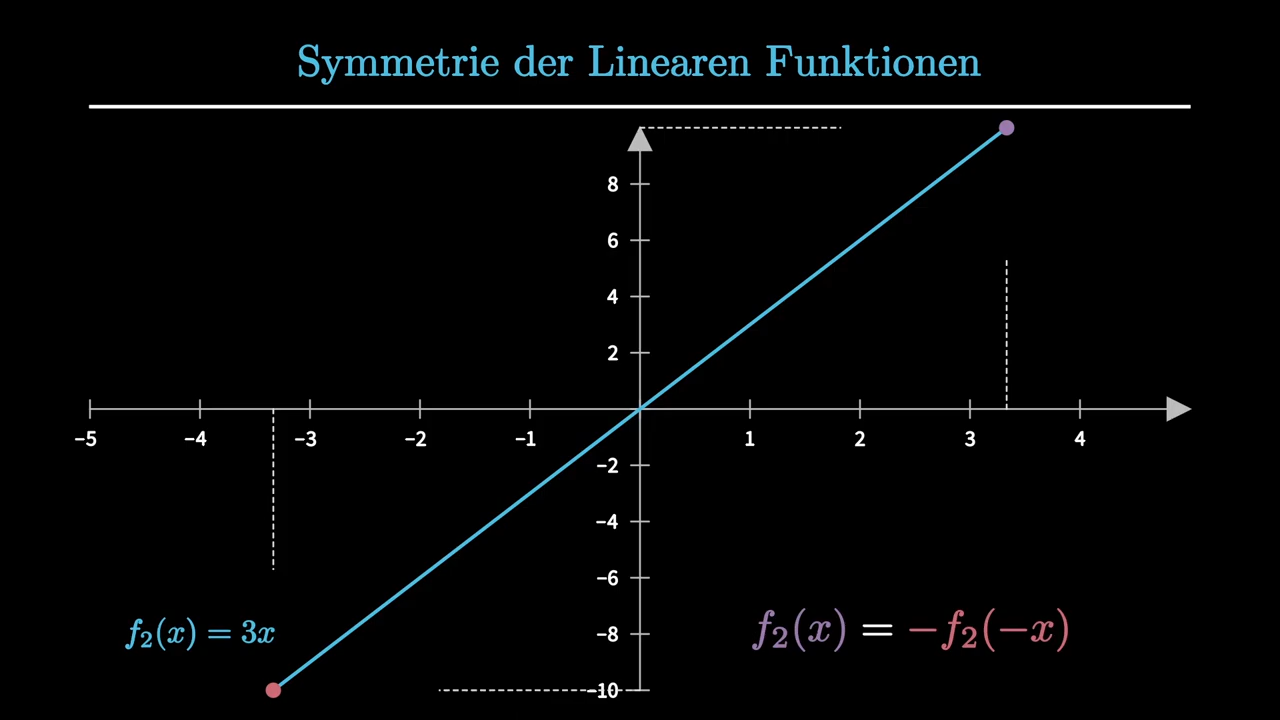 Symmetrie der Linearen Funktionen
8
6
4
2
−5 −4 −3 −2 −1 1 2 3 4
−2
−4
−6
−8
−10
f₂(x) = 3x
f₂(x) = −f₂(−x)